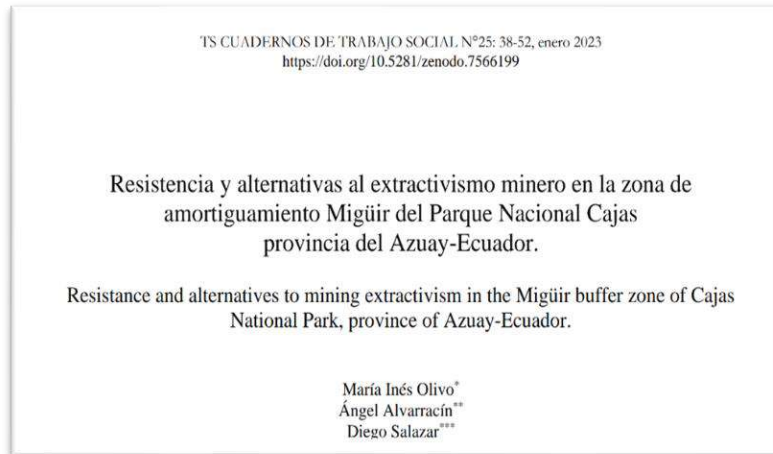 TS CUADERNOS DE TRABAJO SOCIAL N°25: 38-52, enero 2023
https://doi.org/10.5281/zenodo.7566199
Resistencia y alternativas al extractivismo minero en la zona de
amortiguamiento Migüir del Parque Nacional Cajas
provincia del Azuay-Ecuador.
Resistance and alternatives to mining extractivism in the Migüir buffer zone of Cajas
National Park, province of Azuay-Ecuador.
María Inés Olivo*
Ángel Alvarracín**
Diego Salazar***